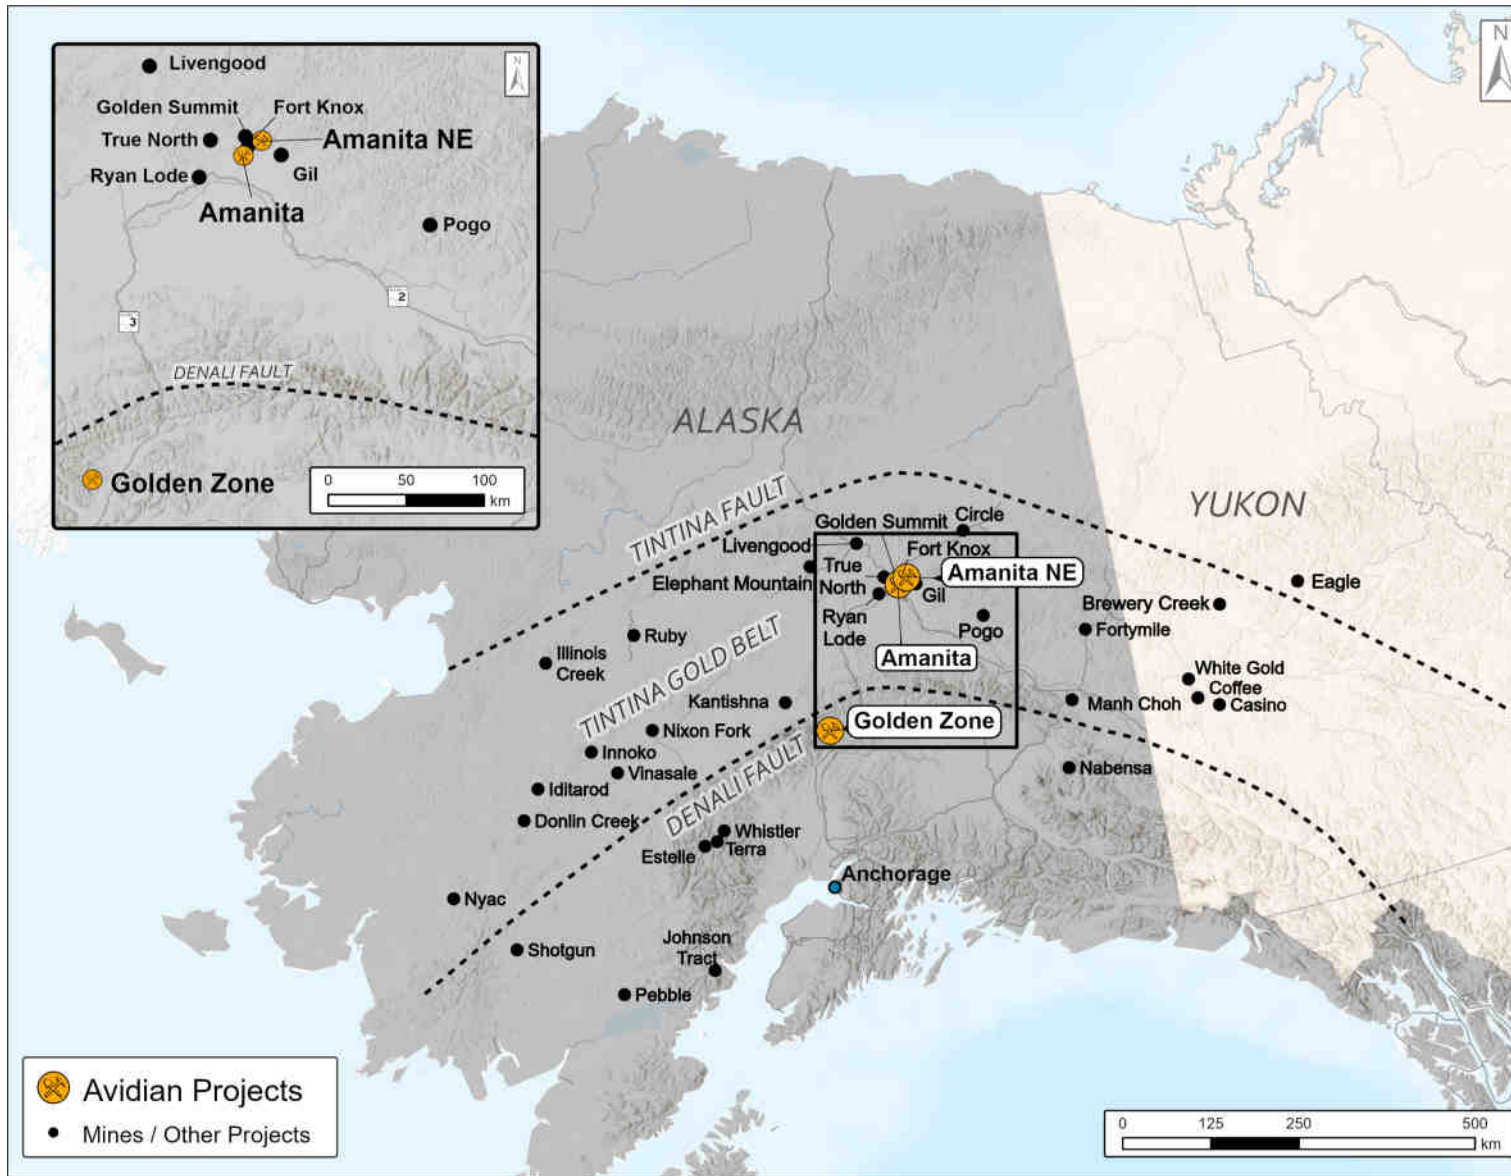 N
Livengood
Golden Summit
Fort Knox
True North
Amanita NE
Ryan Lode
Gil
Amanita
Pogo
2
3
DENALI FAULT
Golden Zone
0 50 100
km
N
ALASKA
YUKON
TINTINA FAULT
Golden Summit
Circle
Livengood
Fort Knox
Elephant Mountain
True
North
Amanita NE
Gil
Ryan
Lode
Pogo
Amanita
Eagle
Brewery Creek
Fortymile
Ruby
Illinois
Creek
TINTINA GOLD BELT
White Gold
Coffee
Casino
Manh Choh
Kantishna
Golden Zone
Nixon Fork
Innoko
Vinasale
Iditarod
DENALI FAULT
Nabensa
Donlin Creek
Whistler
Terra
Estelle
Anchorage
Nyac
Shotgun
Johnson
Tract
Pebble
Avidian Projects
Mines / Other Projects
0 125 250 500
km